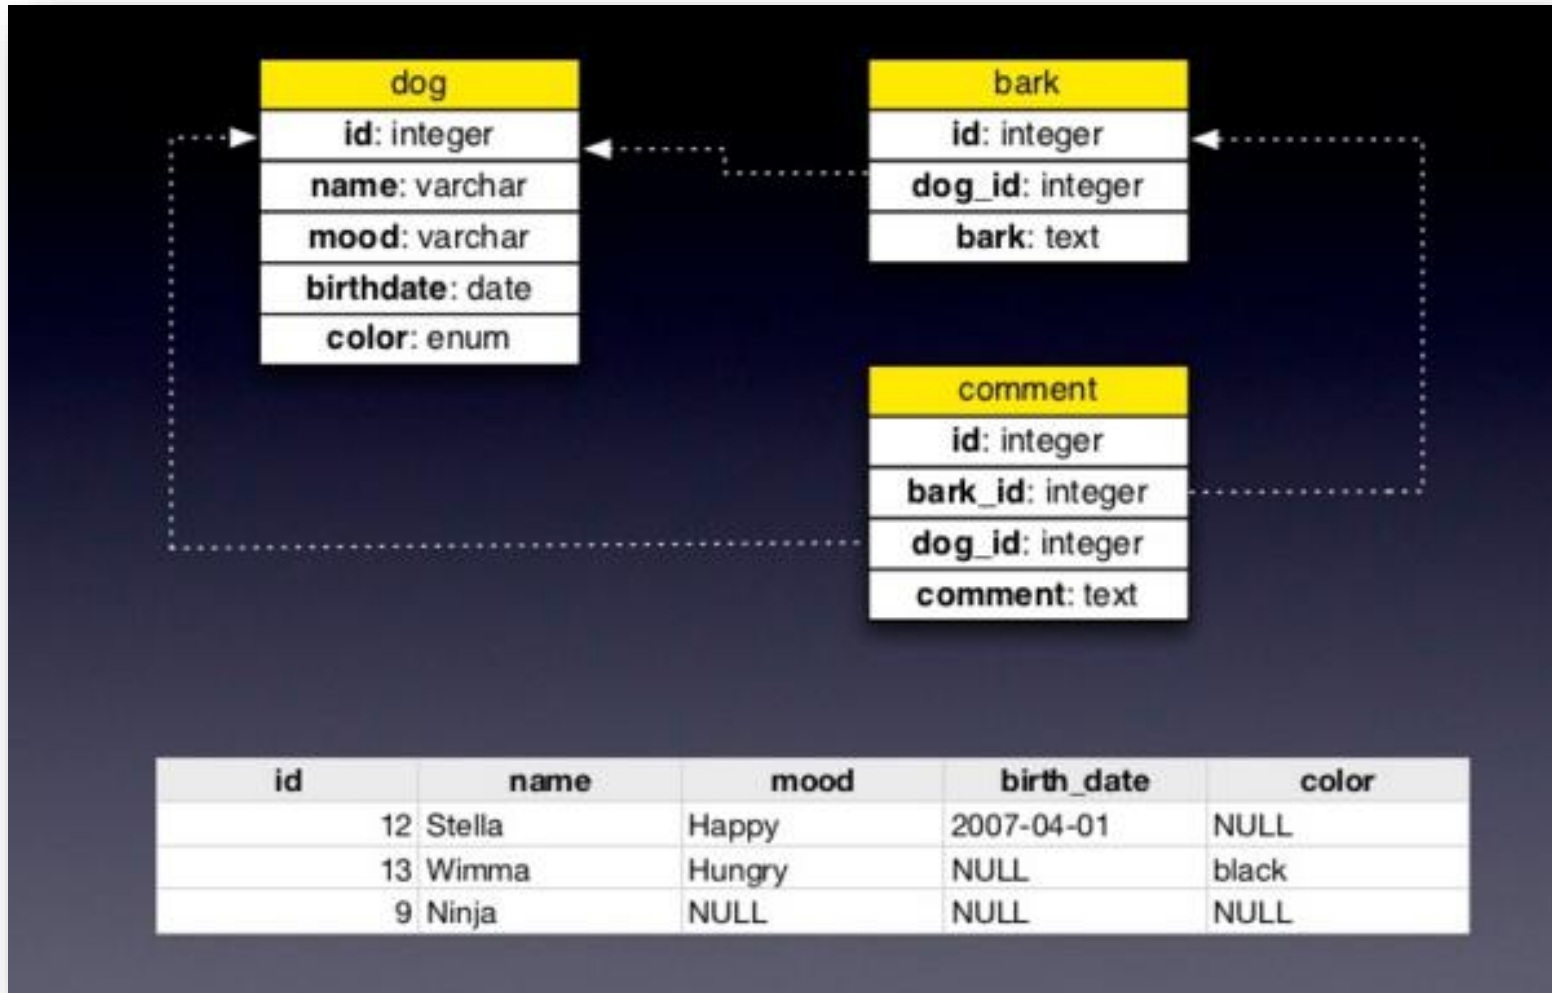 dog
id: integer
name: varchar
mood: varchar
birthdate: date
color: enum
bark
id: integer
dog_id: integer
bark: text
comment
id: integer
bark_id: integer
dog_id: integer
comment: text
id name mood birth_date color
12 Stella Happy 2007-04-01 NULL
13 Wimma Hungry NULL black
9 Ninja NULL NULL NULL